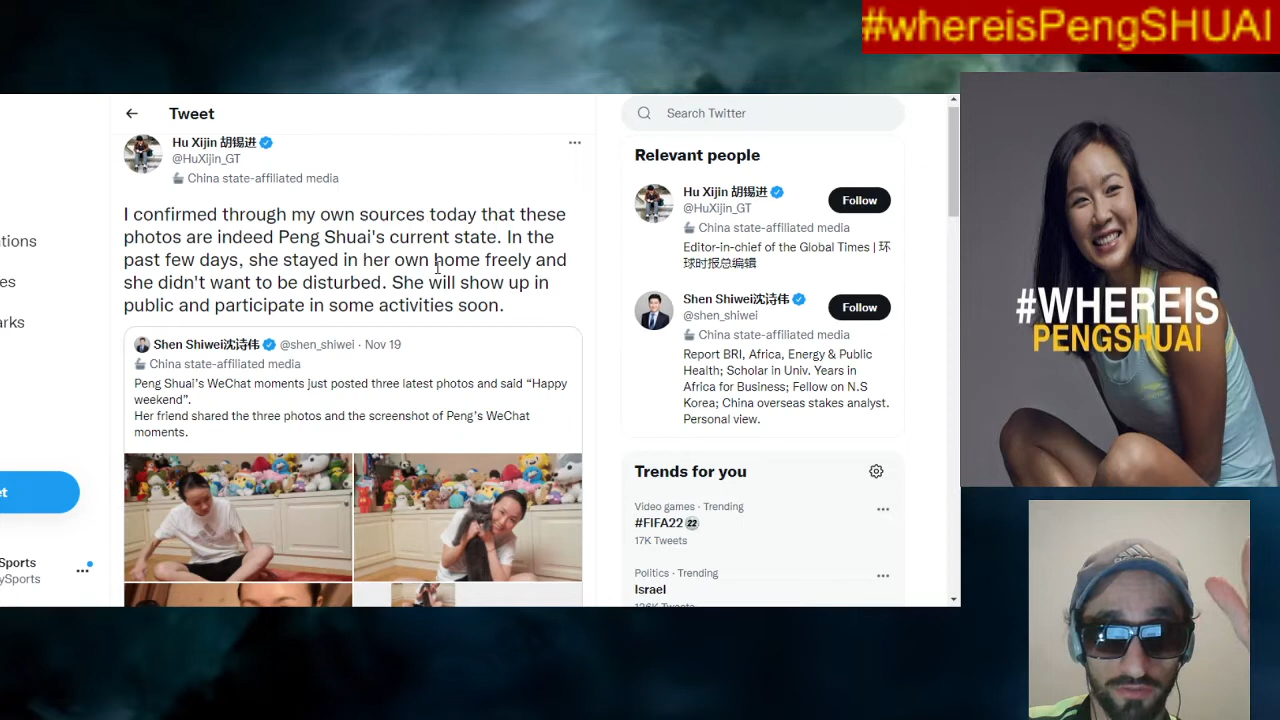 #whereisPengSHUAI
Tweet
Search Twitter
Hu Xijin 胡锡进
@HuXijin_GT
China state-affiliated media
I confirmed through my own sources today that these
photos are indeed Peng Shuai's current state. In the
past few days, she stayed in her own home freely and
she didn't want to be disturbed. She will show up in
public and participate in some activities soon.
Shen Shiwei沈诗伟 @shen_shiwei · Nov 19
China state-affiliated media
Peng Shuai's WeChat moments just posted three latest photos and said “Happy
weekend”.
Her friend shared the three photos and the screenshot of Peng's WeChat
moments.
Relevant people
Hu Xijin 胡锡进
@HuXijin_GT
Follow
China state-affiliated media
Editor-in-chief of the Global Times | 环
球时报总编辑
Shen Shiwei沈诗伟
@shen_shiwei
Follow
China state-affiliated media
Report BRI, Africa, Energy & Public
Health; Scholar in Univ. Years in
Africa for Business; Fellow on N.S
Korea; China overseas stakes analyst.
Personal view.
Trends for you
Video games · Trending
#FIFA22
17K Tweets
Politics · Trending
Israel
#WHEREIS
PENGSHUAI